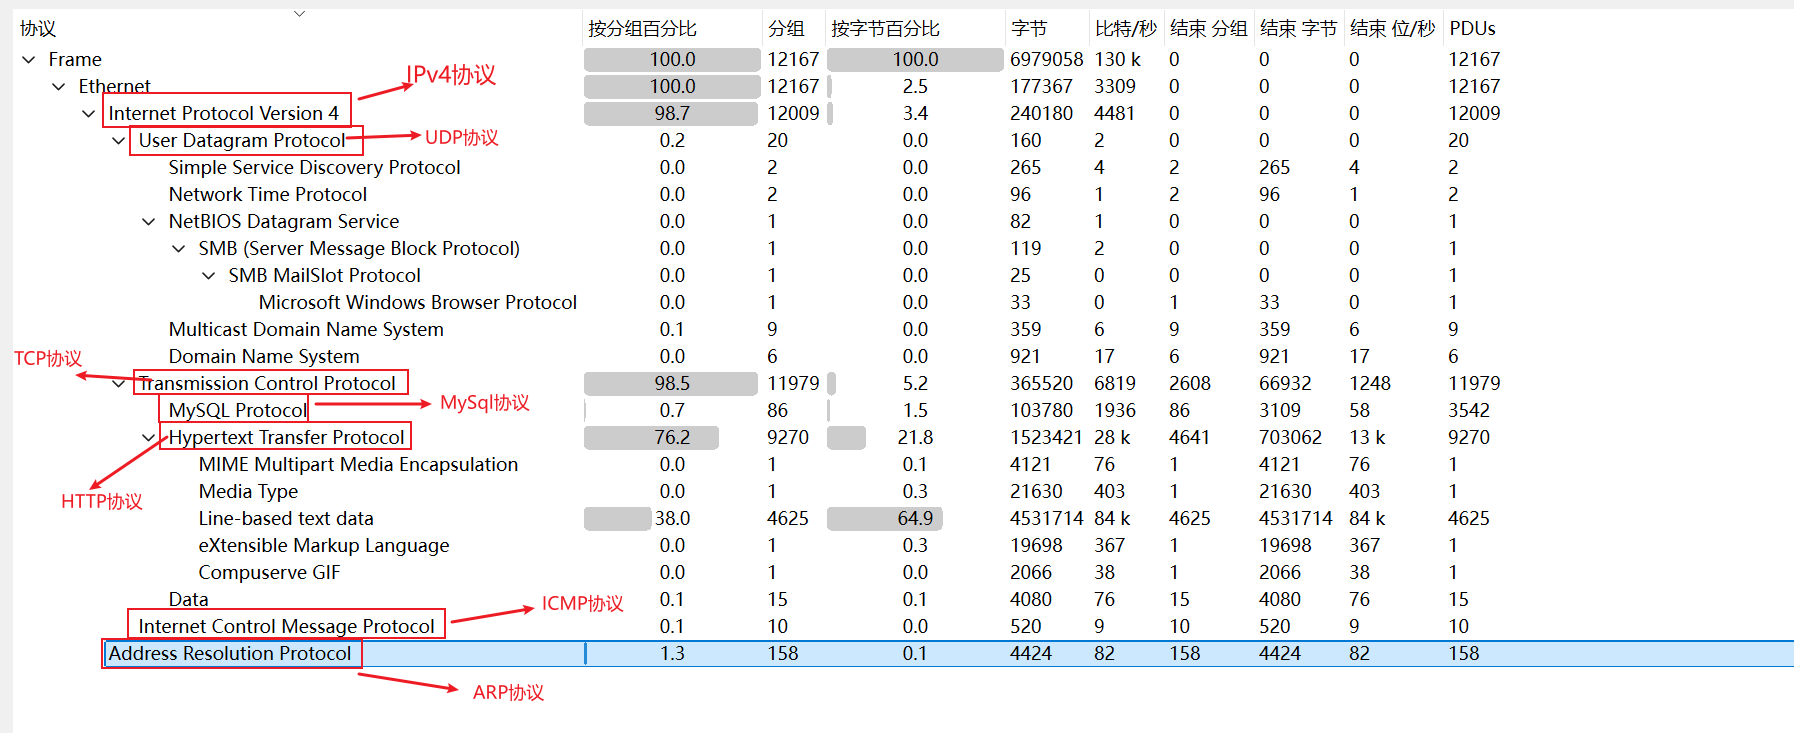 协议 按分组百分比 分组 按字节百分比 字节 比特/秒 结束 分组 结束 字节 结束 位/秒 PDUs
Frame 100.0 12167 100.0 6979058 130 k 0 0 0 12167
IPv4协议
Ethernet 100.0 12167 2.5 177367 3309 0 0 0 12167
Internet Protocol Version 4 98.7 12009 3.4 240180 4481 0 0 0 12009
UDP协议
User Datagram Protocol 0.2 20 0.0 160 2 0 0 0 20
Simple Service Discovery Protocol 0.0 2 0.0 265 4 2 265 4 2
Network Time Protocol 0.0 2 0.0 96 1 2 96 1 2
NetBIOS Datagram Service 0.0 1 0.0 82 1 0 0 0 1
SMB (Server Message Block Protocol) 0.0 1 0.0 119 2 0 0 0 1
SMB MailSlot Protocol 0.0 1 0.0 25 0 0 0 0 1
Microsoft Windows Browser Protocol 0.0 1 0.0 33 0 1 33 0 1
Multicast Domain Name System 0.1 9 0.0 359 6 9 359 6 9
Domain Name System 0.0 6 0.0 921 17 6 921 17 6
TCP协议
Transmission Control Protocol 98.5 11979 5.2 365520 6819 2608 66932 1248 11979
MySql协议
MySQL Protocol 0.7 86 1.5 103780 1936 86 3109 58 3542
Hypertext Transfer Protocol 76.2 9270 21.8 1523421 28 k 4641 703062 13 k 9270
MIME Multipart Media Encapsulation 0.0 1 0.1 4121 76 1 4121 76 1
Media Type 0.0 1 0.3 21630 403 1 21630 403 1
HTTP协议
Line-based text data 38.0 4625 64.9 4531714 84 k 4625 4531714 84 k 4625
eXtensible Markup Language 0.0 1 0.3 19698 367 1 19698 367 1
Compuserve GIF 0.0 1 0.0 2066 38 1 2066 38 1
Data 0.1 15 0.1 4080 76 15 4080 76 15
ICMP协议
Internet Control Message Protocol 0.1 10 0.0 520 9 10 520 9 10
Address Resolution Protocol 1.3 158 0.1 4424 82 158 4424 82 158
ARP协议